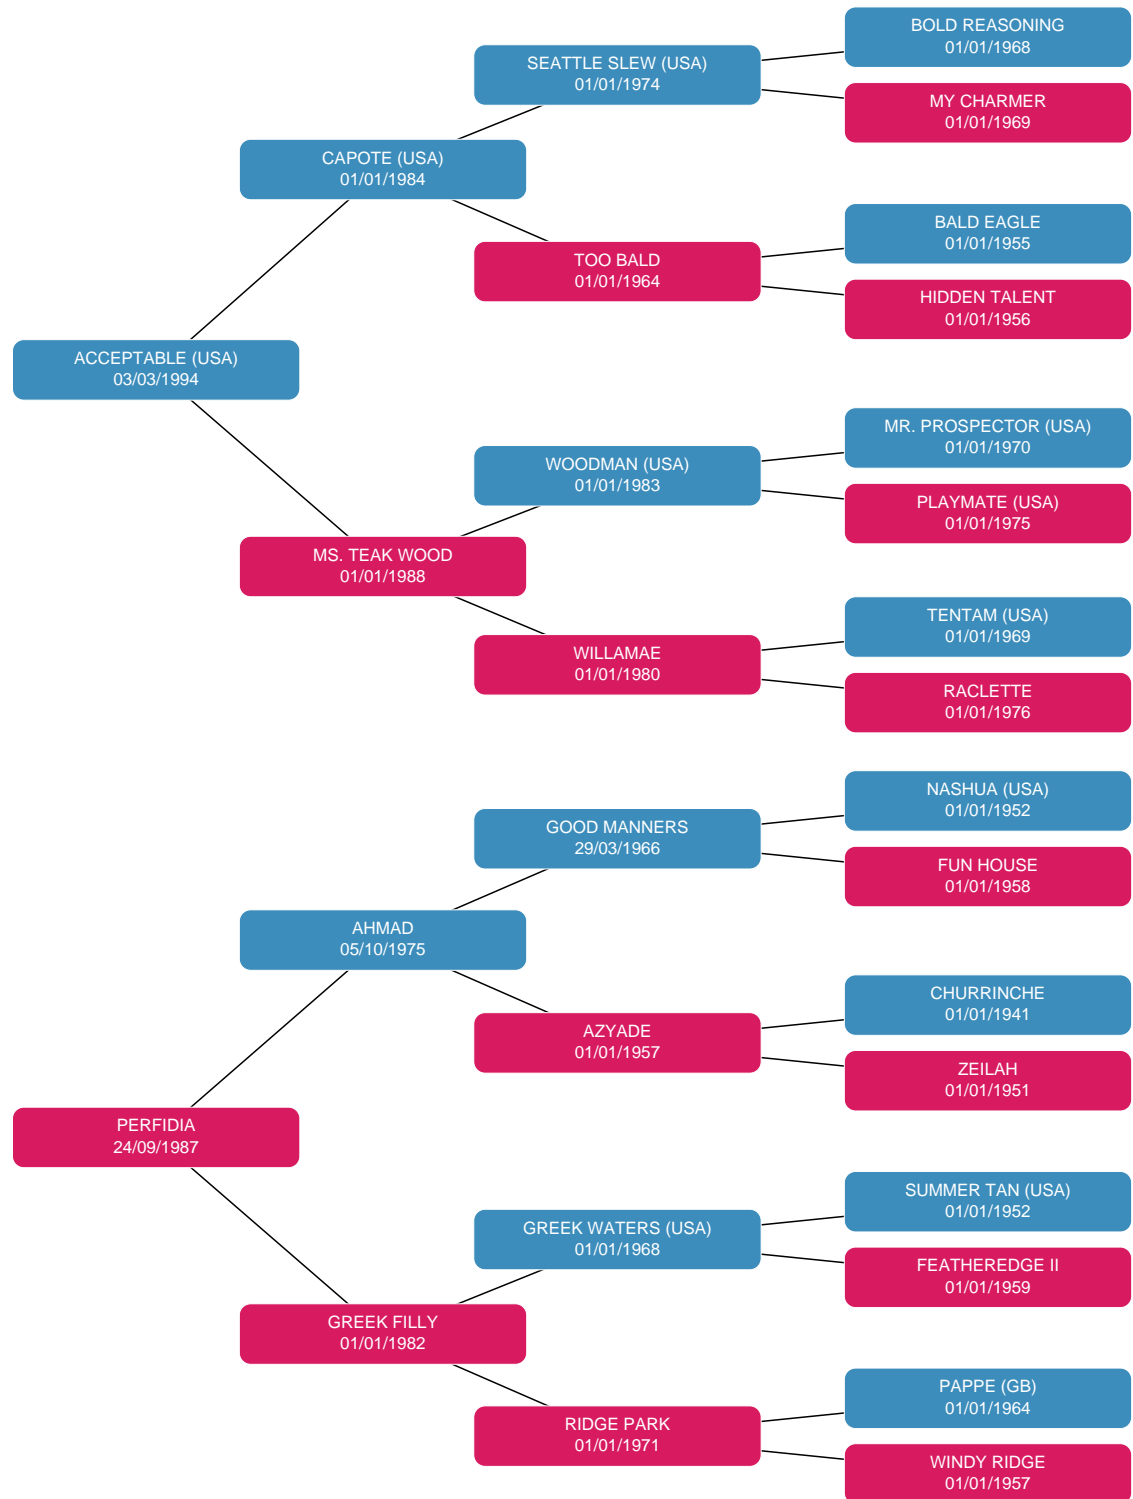 BOLD REASONING
01/01/1968
SEATTLE SLEW (USA)
01/01/1974
MY CHARMER
01/01/1969
CAPOTE (USA)
01/01/1984
BALD EAGLE
01/01/1955
TOO BALD
01/01/1964
HIDDEN TALENT
01/01/1956
ACCEPTABLE (USA)
03/03/1994
MR. PROSPECTOR (USA)
01/01/1970
WOODMAN (USA)
01/01/1983
PLAYMATE (USA)
01/01/1975
MS. TEAK WOOD
01/01/1988
TENTAM (USA)
01/01/1969
WILLAMAE
01/01/1980
RACLETTE
01/01/1976
NASHUA (USA)
01/01/1952
GOOD MANNERS
29/03/1966
FUN HOUSE
01/01/1958
AHMAD
05/10/1975
CHURRINCHE
01/01/1941
AZYADE
01/01/1957
ZEILAH
01/01/1951
PERFIDIA
24/09/1987
SUMMER TAN (USA)
01/01/1952
GREEK WATERS (USA)
01/01/1968
FEATHEREDGE II
01/01/1959
GREEK FILLY
01/01/1982
PAPPE (GB)
01/01/1964
RIDGE PARK
01/01/1971
WINDY RIDGE
01/01/1957